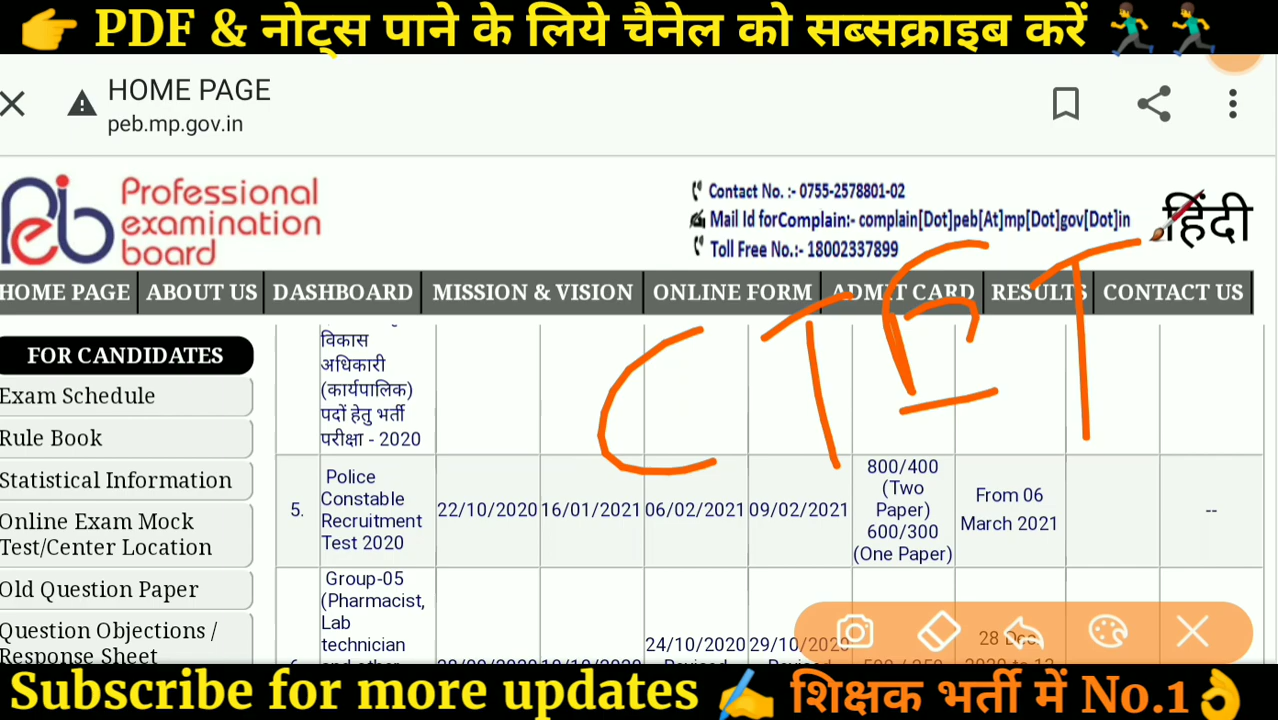 👉 PDF & नोट्स पाने के लिये चैनेल को सब्सक्राइब करें 🏃‍♂️🏃‍♂️
HOME PAGE
peb.mp.gov.in
Peb Professional
examination
board
Contact No. :- 0755-2578801-02
Mail Id forComplain:- complain[Dot]peb[At]mp[Dot]gov[Dot]in
Toll Free No.:- 18002337899
हिंदी
HOME PAGE ABOUT US DASHBOARD MISSION & VISION ONLINE FORM ADMIT CARD RESULTS CONTACT US
CTET
FOR CANDIDATES
Exam Schedule
Rule Book
Statistical Information
Online Exam Mock
Test/Center Location
Old Question Paper
Question Objections /
Response Sheet
विकास
अधिकारी
(कार्यपालिक)
पदों हेतु भर्ती
परीक्षा - 2020
5. Police
Constable
Recruitment
Test 2020
22/10/2020 16/01/2021 06/02/2021 09/02/2021
800/400
(Two
Paper)
600/300
(One Paper)
From 06
March 2021
--
Group-05
(Pharmacist,
Lab
technician
24/10/2020 29/10/2020
28 Dec
Subscribe for more updates ✍️ शिक्षक भर्ती में No.1👌